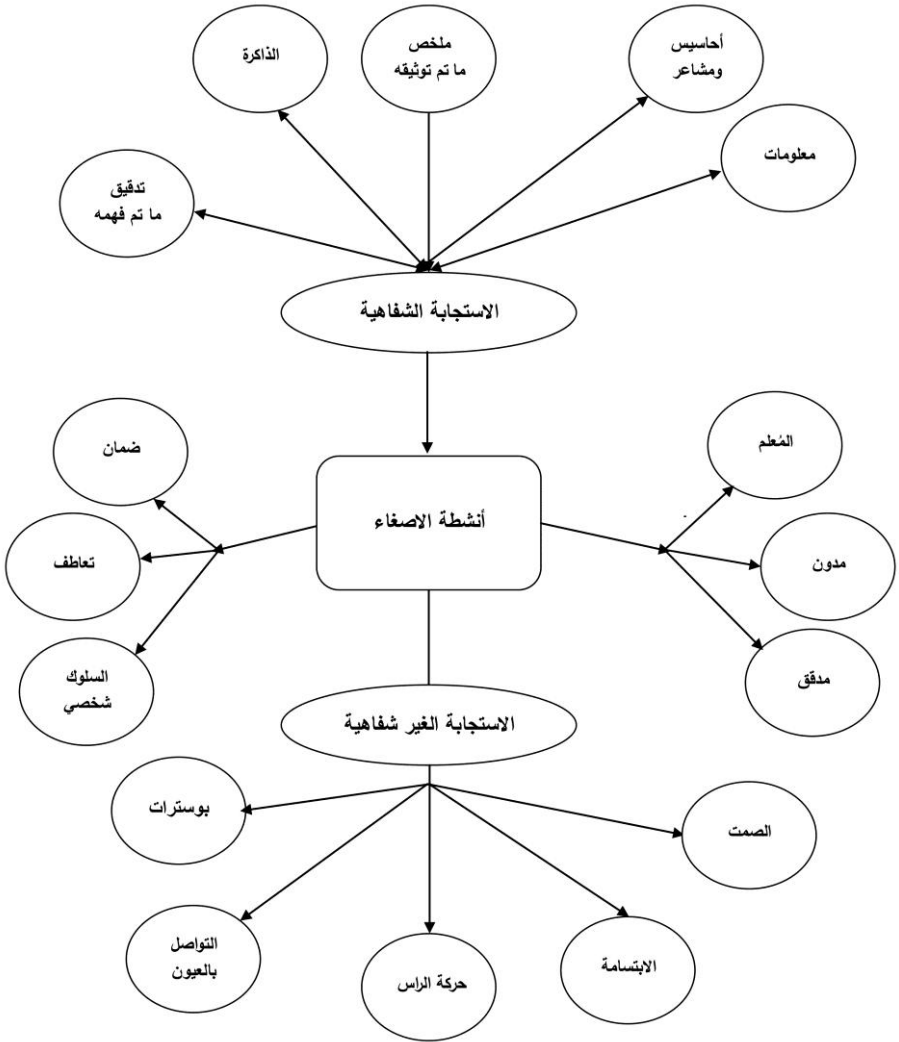 أحاسيس
ومشاعر
ملخص
ما تم توثيقه
الذاكرة
معلومات
تدقيق
ما تم فهمه
الاستجابة الشفاهية
المُعلم
ضمان
أنشطة الاصغاء
مدون
تعاطف
مدقق
السلوك
شخصي
الاستجابة الغير شفاهية
بوسترات
الصمت
التواصل
بالعيون
حركة الراس
الابتسامة